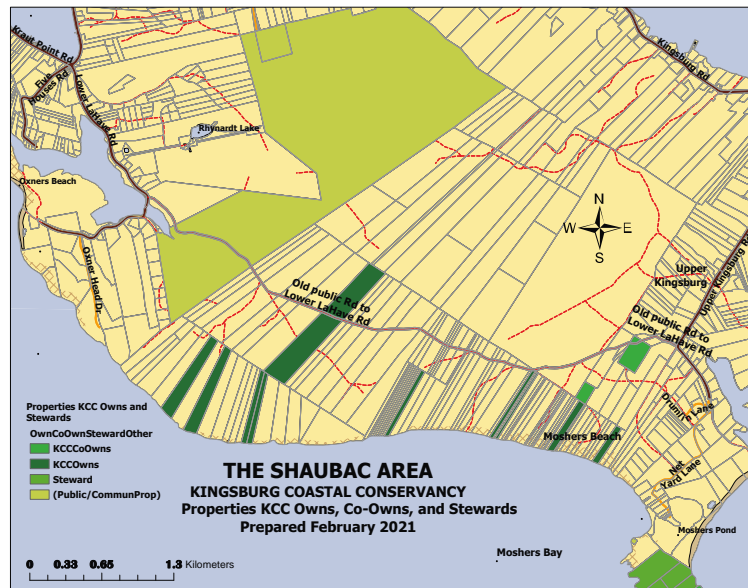 Kraut Point Rd
Five
Houses Rd
Lower LaHave Rd
Rhynardt Lake
Kingsburg Rd
Oxners Beach
N
W E
S
Oxner Head Dr
Old public Rd to
Lower LaHave Rd
Upper
Kingsburg
Upper Kingsburg Rd
Old public Rd to
Lower LaHave Rd
Properties KCC Owns and
Stewards
OwnCoOwnStewardOther
KCCCoOwns
KCCOwns
Steward
(Public/CommunProp)
Moshers Beach
Net
Yard Lane
Moshers Pond
Moshers Bay
THE SHAUBAC AREA
KINGSBURG COASTAL CONSERVANCY
Properties KCC Owns, Co-Owns, and Stewards
Prepared February 2021
0 0.33 0.65 1.3 Kilometers